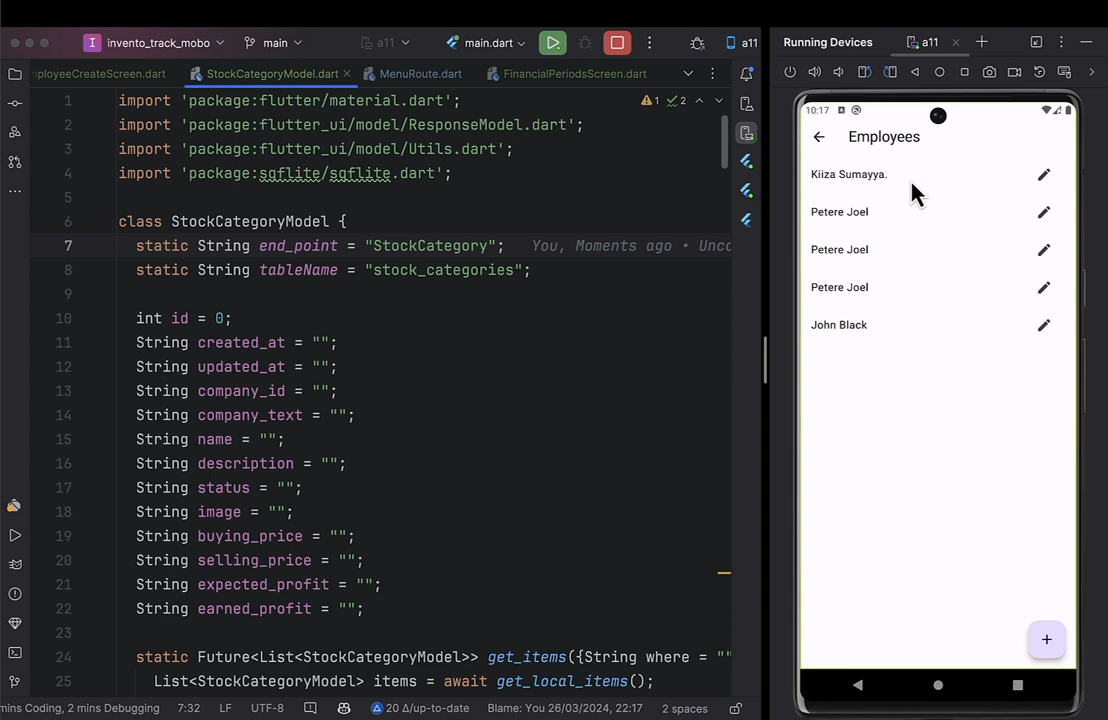 invento_track_mobo
main
a11
main.dart
a11
Running Devices
a11
mployeeCreateScreen.dart
StockCategoryModel.dart
MenuRoute.dart
FinancialPeriodsScreen.dart
1 import 'package:flutter/material.dart';
1
2
2 import 'package:flutter_ui/model/ResponseModel.dart';
3 import 'package:flutter_ui/model/Utils.dart';
4 import 'package:sqflite/sqflite.dart';
5
6 class StockCategoryModel {
7 static String end_point = "StockCategory"; You, Moments ago • Unco
8 static String tableName = "stock_categories";
9
10 int id = 0;
11 String created_at = "";
12 String updated_at = "";
13 String company_id = "";
14 String company_text = "";
15 String name = "";
16 String description = "";
17 String status = "";
18 String image = "";
19 String buying_price = "";
20 String selling_price = "";
21 String expected_profit = "";
22 String earned_profit = "";
23
24 static Future<List<StockCategoryModel>> get_items({String where = ""
25 List<StockCategoryModel> items = await get_local_items();
mins Coding, 2 mins Debugging
7:32
LF
UTF-8
20 Δ/up-to-date
Blame: You 26/03/2024, 22:17
2 spaces
10:17
Employees
Kiiza Sumayya.
Petere Joel
Petere Joel
Petere Joel
John Black
+